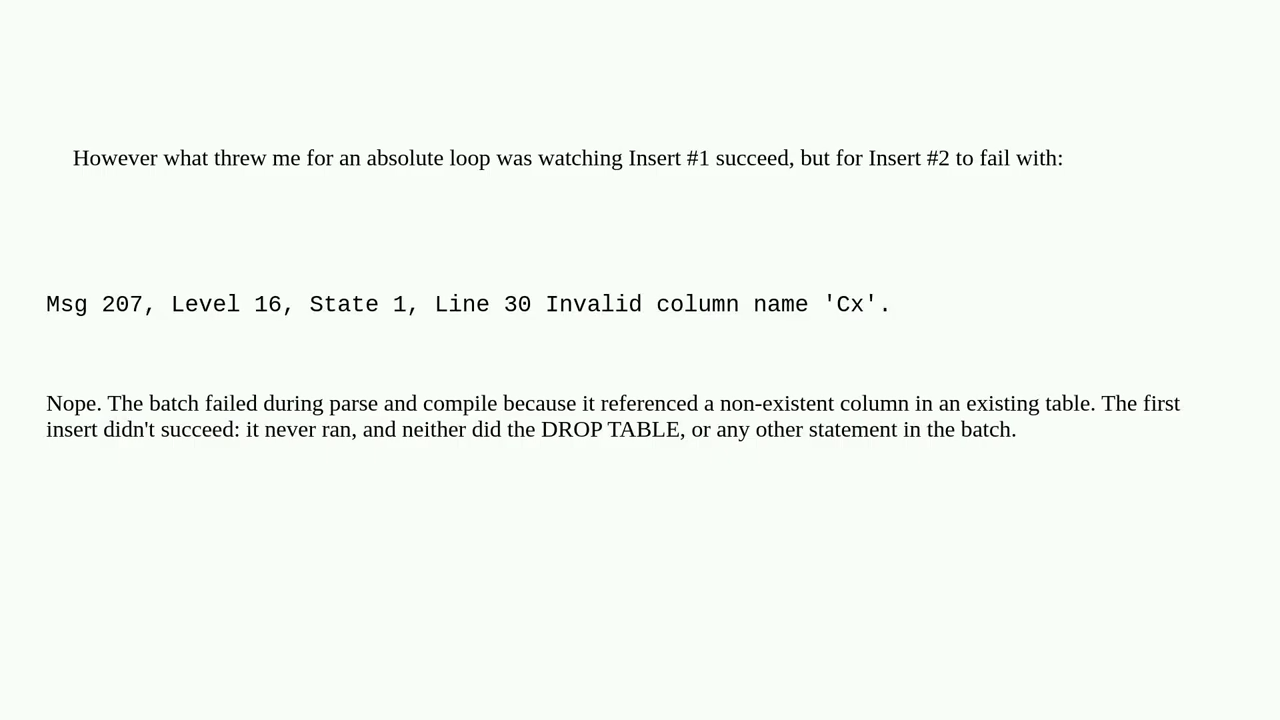 However what threw me for an absolute loop was watching Insert #1 succeed, but for Insert #2 to fail with:
Msg 207, Level 16, State 1, Line 30 Invalid column name 'Cx'.
Nope. The batch failed during parse and compile because it referenced a non-existent column in an existing table. The first
insert didn't succeed: it never ran, and neither did the DROP TABLE, or any other statement in the batch.